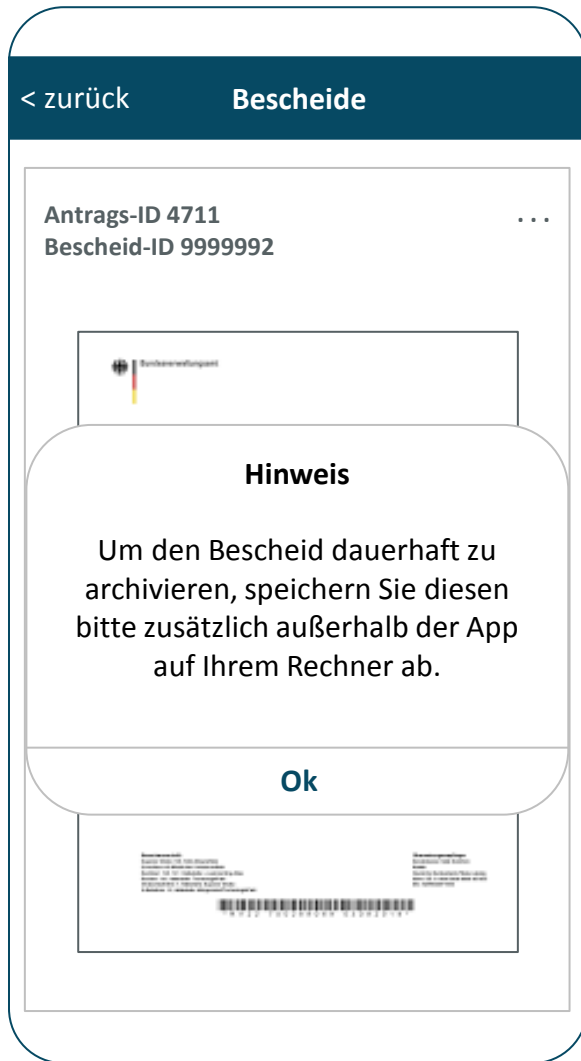 < zurück
Bescheide
Antrags-ID 4711
...
Bescheid-ID 9999992
Bundesverwaltungsamt
Hinweis
Um den Bescheid dauerhaft zu
archivieren, speichern Sie diesen
bitte zusätzlich außerhalb der App
auf Ihrem Rechner ab.
Ok